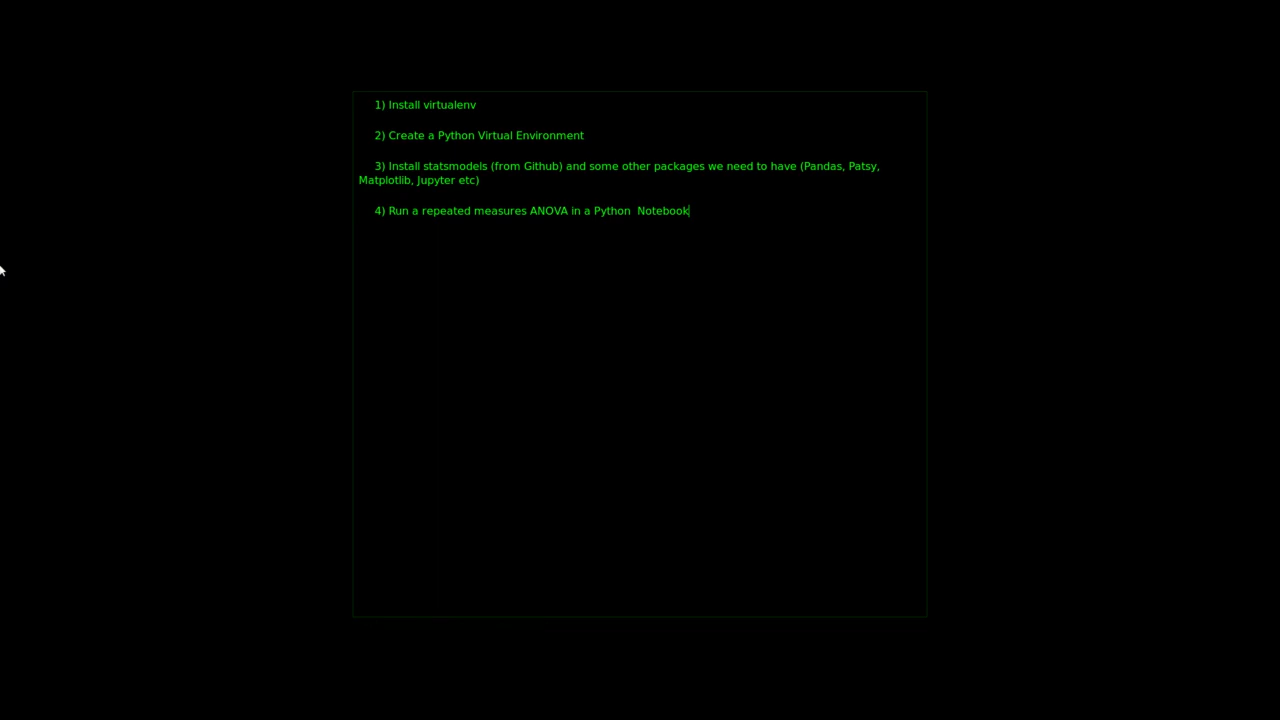 1) Install virtualenv
2) Create a Python Virtual Environment
3) Install statsmodels (from Github) and some other packages we need to have (Pandas, Patsy,
Matplotlib, Jupyter etc)
4) Run a repeated measures ANOVA in a Python  Notebook